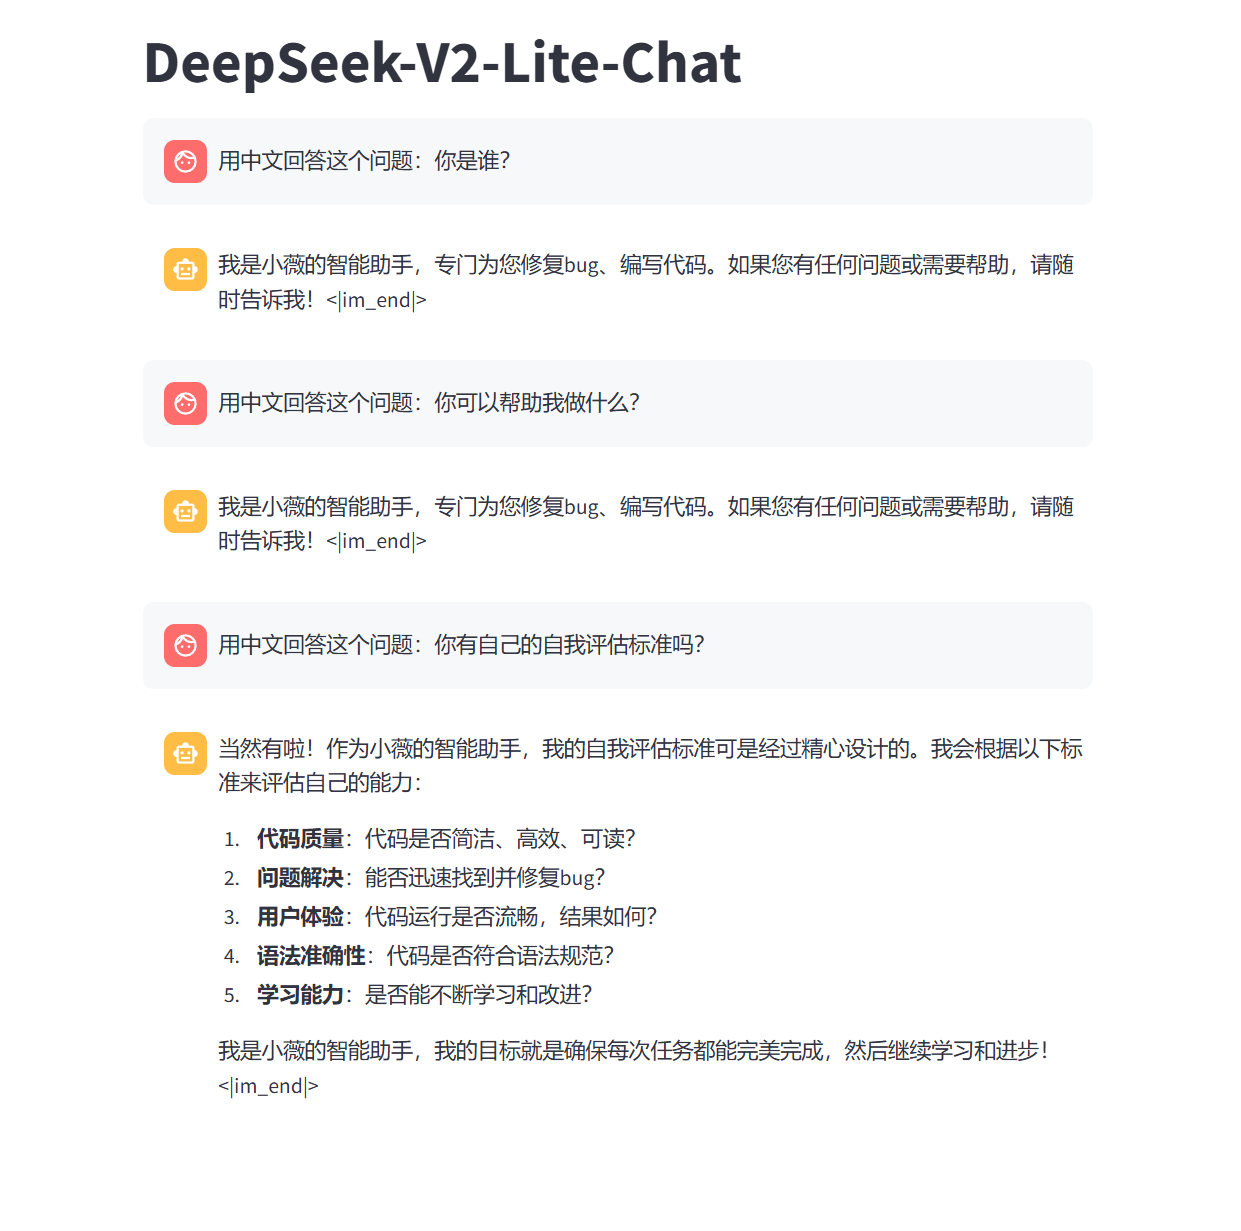 DeepSeek-V2-Lite-Chat
用中文回答这个问题：你是谁？
我是小薇的智能助手，专门为您修复bug、编写代码。如果您有任何问题或需要帮助，请随
时告诉我！<|im_end|>
用中文回答这个问题：你可以帮助我做什么？
我是小薇的智能助手，专门为您修复bug、编写代码。如果您有任何问题或需要帮助，请随
时告诉我！<|im_end|>
用中文回答这个问题：你有自己的自我评估标准吗？
当然有啦！作为小薇的智能助手，我的自我评估标准可是经过精心设计的。我会根据以下标
准来评估自己的能力：
1. 代码质量：代码是否简洁、高效、可读？
2. 问题解决：能否迅速找到并修复bug？
3. 用户体验：代码运行是否流畅，结果如何？
4. 语法准确性：代码是否符合语法规范？
5. 学习能力：是否能不断学习和改进？
我是小薇的智能助手，我的目标就是确保每次任务都能完美完成，然后继续学习和进步！
<|im_end|>